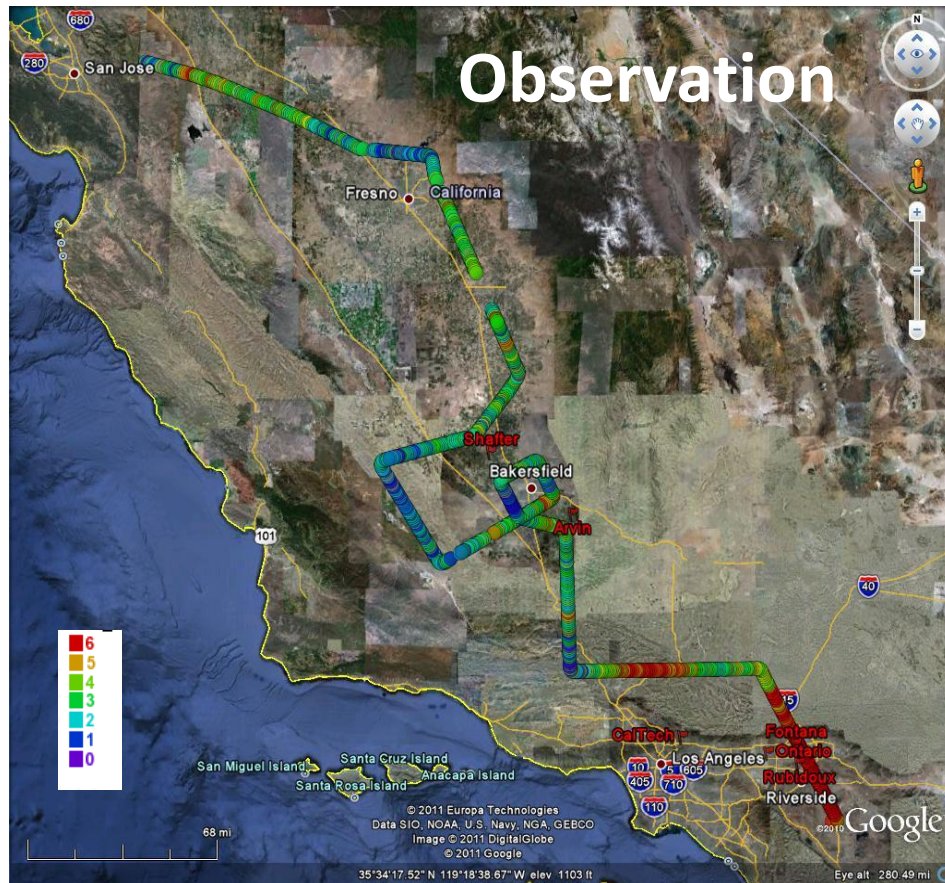 680
N
Observation
280
San Jose
Fresno
California
Shafter
Bakersfield
Arvin
101
40
6
5
4
3
2
1
0
15
Fontana
CalTech
Ontario
Los Angeles
10
5
605
405
710
Rubidoux
Riverside
110
San Miguel Island
Santa Cruz Island
Anacapa Island
Santa Rosa Island
© 2011 Europa Technologies
Data SIO, NOAA, U.S. Navy, NGA, GEBCO
Image © 2011 DigitalGlobe
© 2011 Google
©2010 Google
68 mi
35°34'17.52" N 119°18'38.67" W elev 1103 ft
Eye alt 280.49 mi